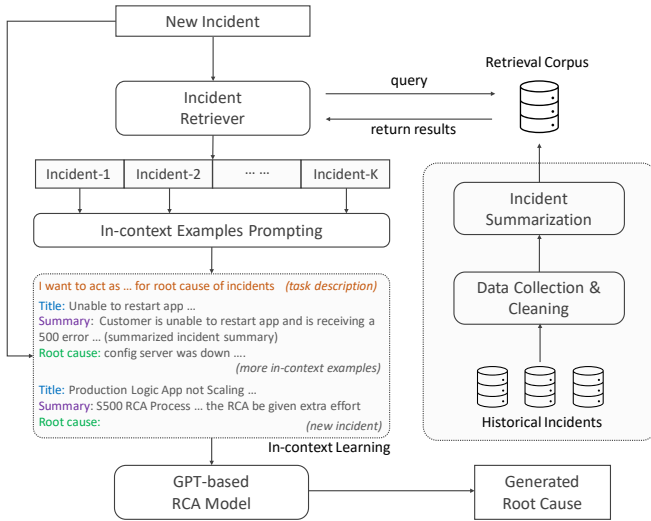 New Incident
Incident
Retriever
query
return results
Retrieval Corpus
Incident-1
Incident-2
... ...
Incident-K
In-context Examples Prompting
I want to act as ... for root cause of incidents (task description)
Title: Unable to restart app ...
Summary: Customer is unable to restart app and is receiving a
500 error ... (summarized incident summary)
Root cause: config server was down ....
(more in-context examples)
Title: Production Logic App not Scaling ...
Summary: S500 RCA Process ... the RCA be given extra effort
Root cause: (new incident)
In-context Learning
GPT-based
RCA Model
Generated
Root Cause
Incident
Summarization
Data Collection &
Cleaning
Historical Incidents